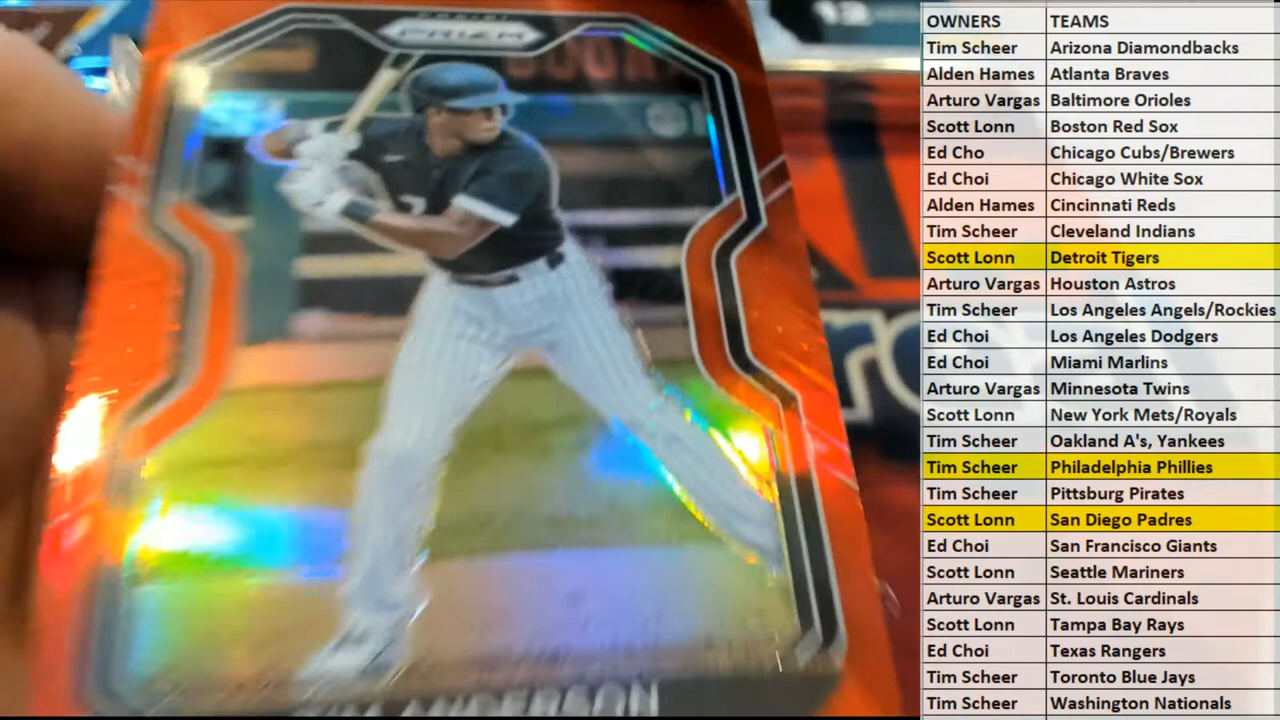 PRIZM
ANDERSON
OWNERS TEAMS
Tim Scheer Arizona Diamondbacks
Alden Hames Atlanta Braves
Arturo Vargas Baltimore Orioles
Scott Lonn Boston Red Sox
Ed Cho Chicago Cubs/Brewers
Ed Choi Chicago White Sox
Alden Hames Cincinnati Reds
Tim Scheer Cleveland Indians
Scott Lonn Detroit Tigers
Arturo Vargas Houston Astros
Tim Scheer Los Angeles Angels/Rockies
Ed Choi Los Angeles Dodgers
Ed Choi Miami Marlins
Arturo Vargas Minnesota Twins
Scott Lonn New York Mets/Royals
Tim Scheer Oakland A's, Yankees
Tim Scheer Philadelphia Phillies
Tim Scheer Pittsburg Pirates
Scott Lonn San Diego Padres
Ed Choi San Francisco Giants
Scott Lonn Seattle Mariners
Arturo Vargas St. Louis Cardinals
Scott Lonn Tampa Bay Rays
Ed Choi Texas Rangers
Tim Scheer Toronto Blue Jays
Tim Scheer Washington Nationals